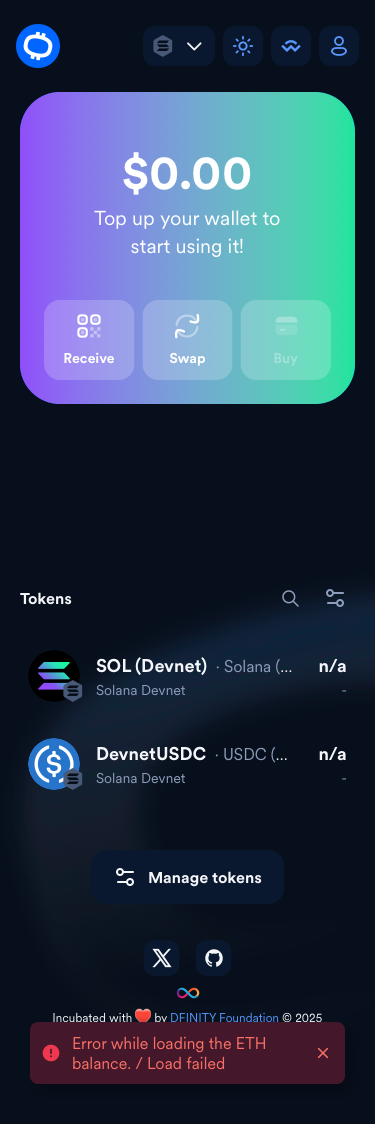 $0.00
Top up your wallet to
start using it!
Receive Swap Buy
Tokens
SOL (Devnet) · Solana (... n/a
Solana Devnet -
DevnetUSDC · USDC (... n/a
Solana Devnet -
Manage tokens
Incubated with ❤️ by DFINITY Foundation © 2025
Error while loading the ETH
balance. / Load failed